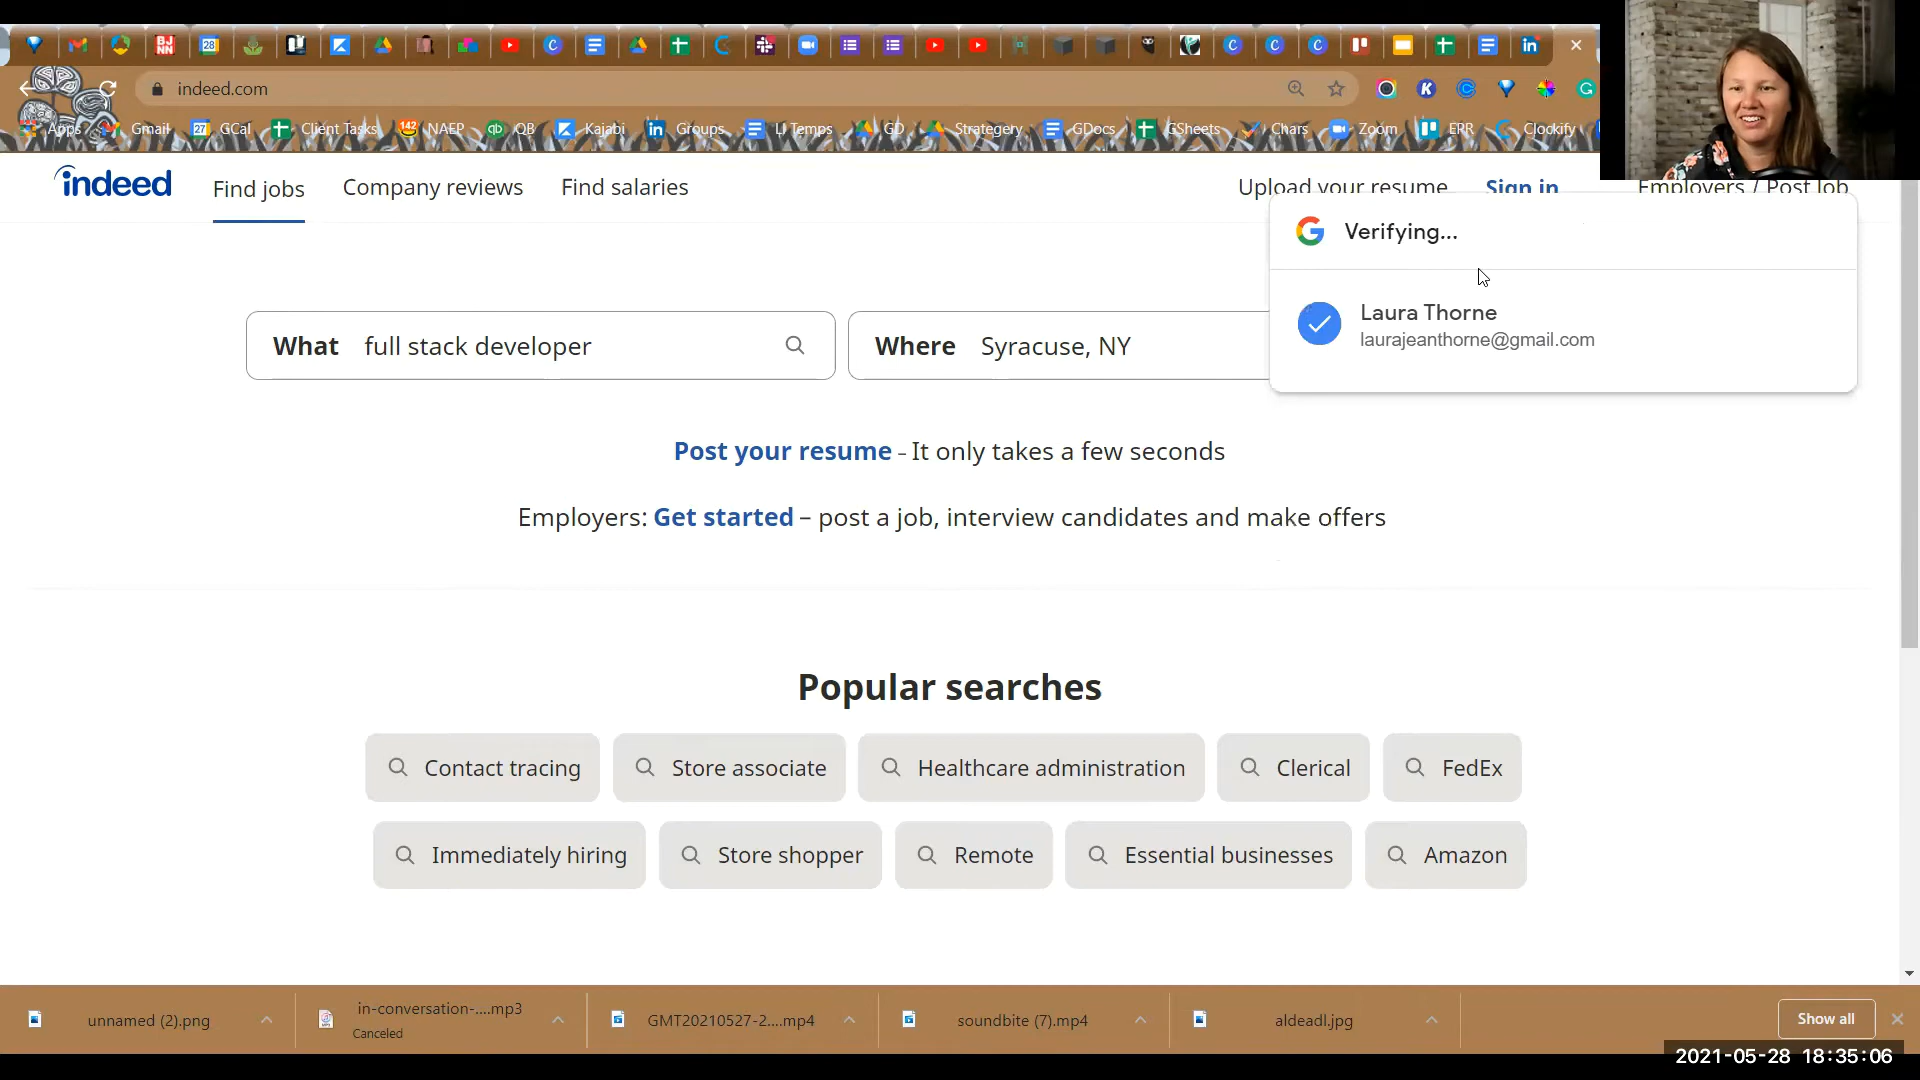 indeed.com
Apps Gmail 27 GCal Client Tasks 142 NAEP QB Kajabi Groups LI Temps GD Strategery GDocs GSheets Chars Zoom ERR Clockify
indeed Find jobs Company reviews Find salaries Upload your resume Sign in Employers / Post Job
Verifying...
Laura Thorne
laurajeanthorne@gmail.com
What full stack developer Where Syracuse, NY
Post your resume - It only takes a few seconds
Employers: Get started – post a job, interview candidates and make offers
Popular searches
Contact tracing Store associate Healthcare administration Clerical FedEx
Immediately hiring Store shopper Remote Essential businesses Amazon
unnamed (2).png in-conversation-....mp3 GMT20210527-2....mp4 soundbite (7).mp4 aldeadl.jpg Show all
Canceled
2021-05-28 18:35:06